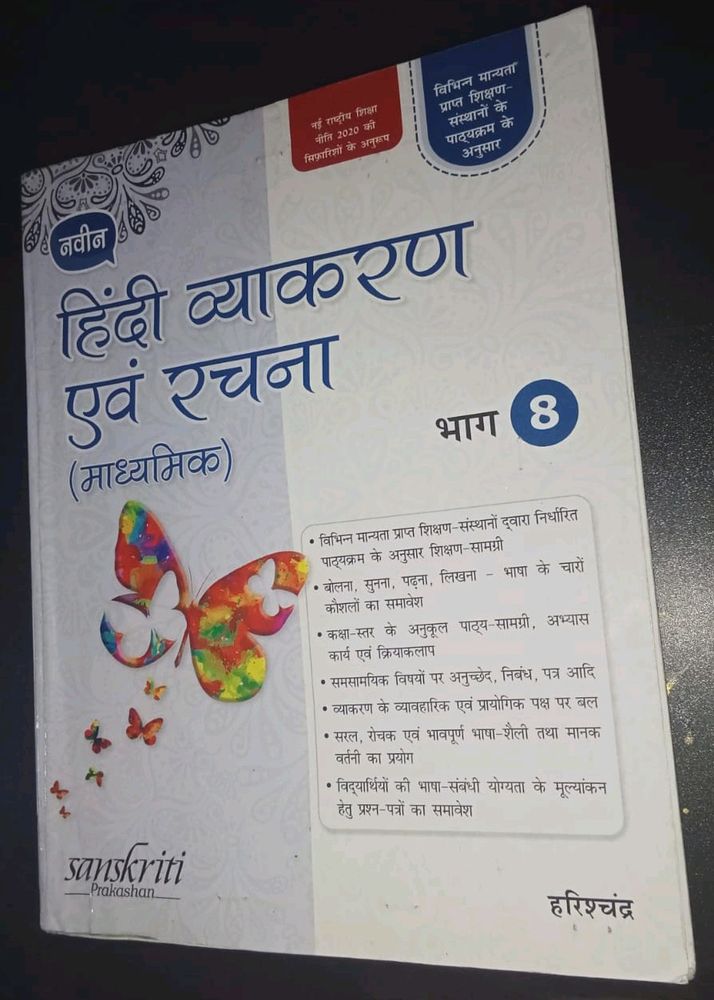 नई राष्ट्रीय शिक्षा
नीति 2020 की
सिफ़ारिशों के अनुरूप
विभिन्न मान्यता
प्राप्त शिक्षण-
संस्थानों के
पाठ्यक्रम के
अनुसार
नवीन
हिंदी व्याकरण
एवं रचना
(माध्यमिक)
भाग 8
• विभिन्न मान्यता प्राप्त शिक्षण-संस्थानों द्वारा निर्धारित
पाठ्यक्रम के अनुसार शिक्षण-सामग्री
• बोलना, सुनना, पढ़ना, लिखना – भाषा के चारों
कौशलों का समावेश
• कक्षा-स्तर के अनुकूल पाठ्य-सामग्री, अभ्यास
कार्य एवं क्रियाकलाप
• समसामयिक विषयों पर अनुच्छेद, निबंध, पत्र आदि
• व्याकरण के व्यावहारिक एवं प्रायोगिक पक्ष पर बल
• सरल, रोचक एवं भावपूर्ण भाषा-शैली तथा मानक
वर्तनी का प्रयोग
• विद्यार्थियों की भाषा-संबंधी योग्यता के मूल्यांकन
हेतु प्रश्न-पत्रों का समावेश
sanskriti
Prakashan
हरिश्चंद्र